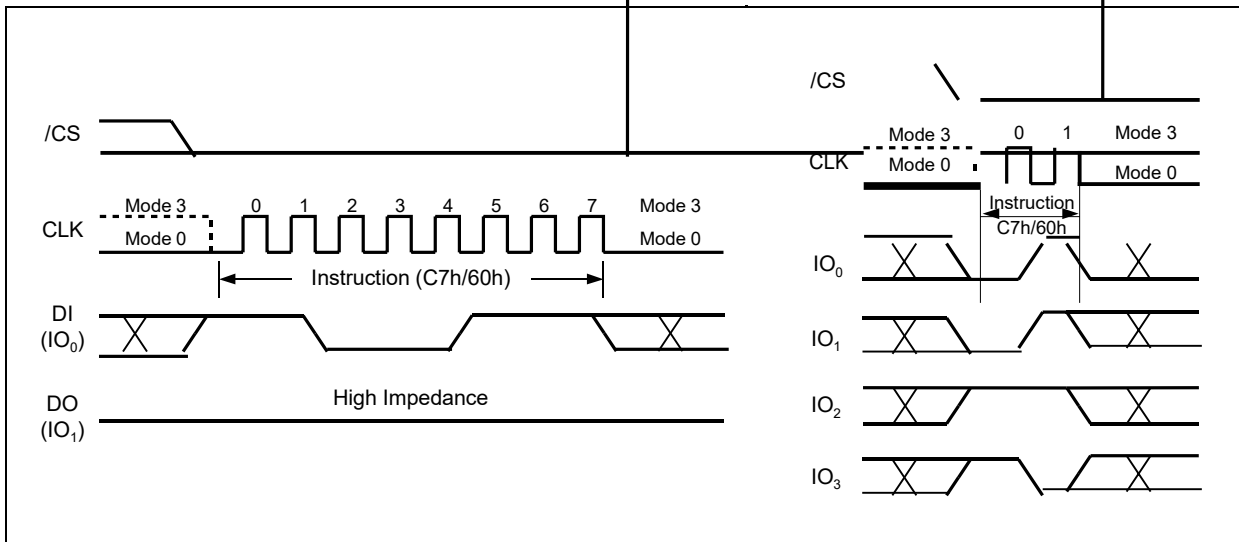 /CS
Mode 3
0 1 2 3 4 5 6 7
Mode 3
CLK
Mode 0
Mode 0
Instruction (C7h/60h)
DI
(IO₀)
High Impedance
DO
(IO₁)
/CS
Mode 3
0 1
Mode 3
CLK
Mode 0
Mode 0
Instruction
C7h/60h
IO₀
IO₁
IO₂
IO₃